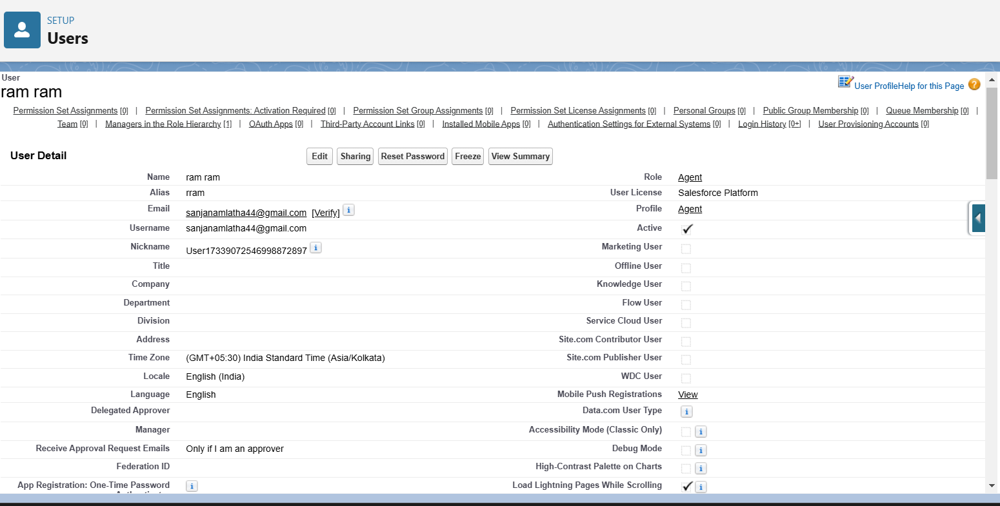 SETUP
Users
User
ram ram
User ProfileHelp for this Page
Permission Set Assignments [0] | Permission Set Assignments: Activation Required [0] | Permission Set Group Assignments [0] | Permission Set License Assignments [0] | Personal Groups [0] | Public Group Membership [0] | Queue Membership [0] |
Team [0] | Managers in the Role Hierarchy [1] | OAuth Apps [0] | Third-Party Account Links [0] | Installed Mobile Apps [0] | Authentication Settings for External Systems [0] | Login History [0+] | User Provisioning Accounts [0]
User Detail Edit Sharing Reset Password Freeze View Summary
Name ram ram Role Agent
Alias rram User License Salesforce Platform
Email sanjanamlatha44@gmail.com [Verify] i Profile Agent
Username sanjanamlatha44@gmail.com Active
Nickname User17339072546998872897 i Marketing User
Title Offline User
Company Knowledge User
Department Flow User
Division Service Cloud User
Address Site.com Contributor User
Time Zone (GMT+05:30) India Standard Time (Asia/Kolkata) Site.com Publisher User
Locale English (India) WDC User
Language English Mobile Push Registrations View
Delegated Approver Data.com User Type i
Manager Accessibility Mode (Classic Only) i
Receive Approval Request Emails Only if I am an approver Debug Mode i
Federation ID High-Contrast Palette on Charts i
App Registration: One-Time Password i Load Lightning Pages While Scrolling i